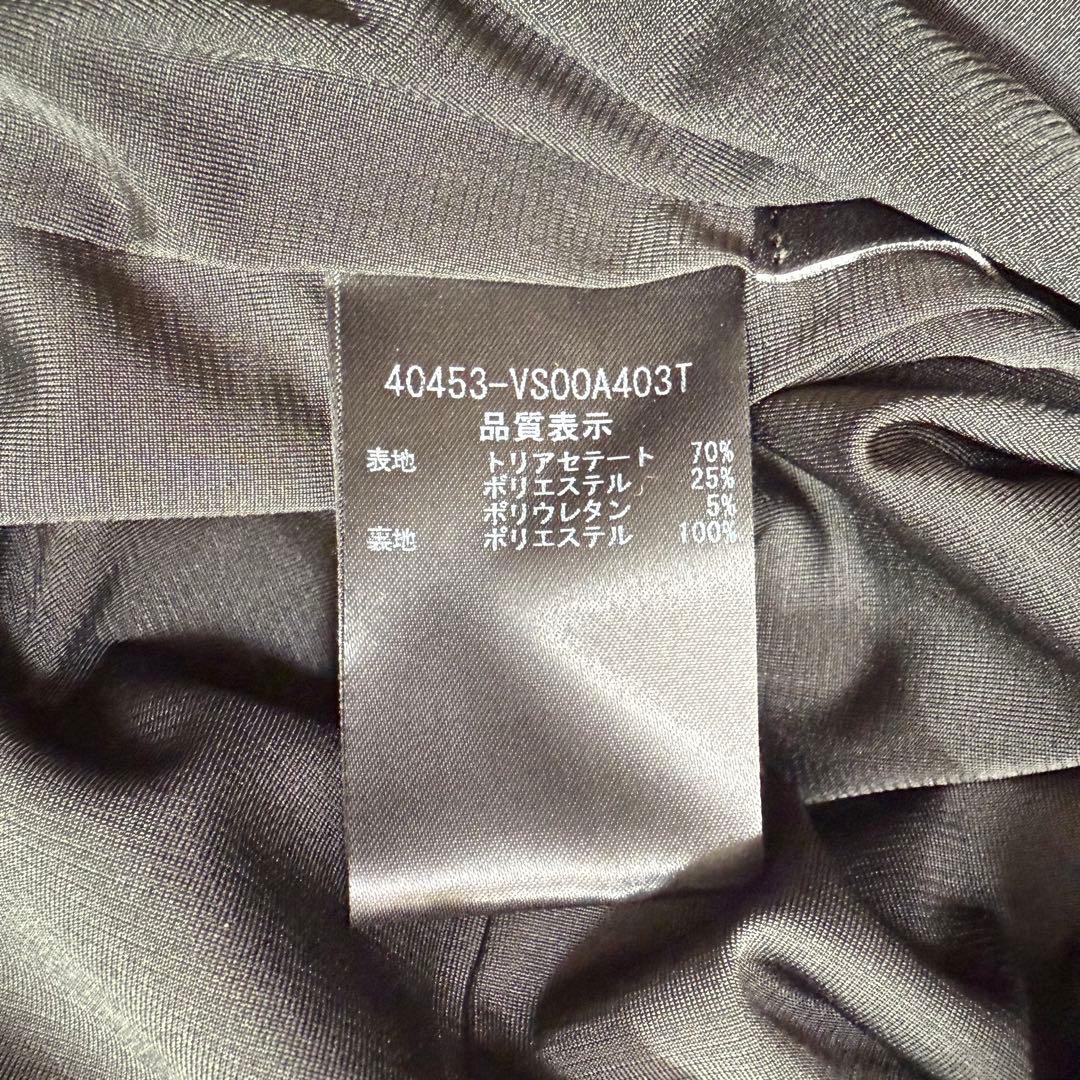 40453-VS00A403T
品質表示
表地 トリアセテート 70%
ポリエステル 25%
ポリウレタン 5%
裏地 ポリエステル 100%